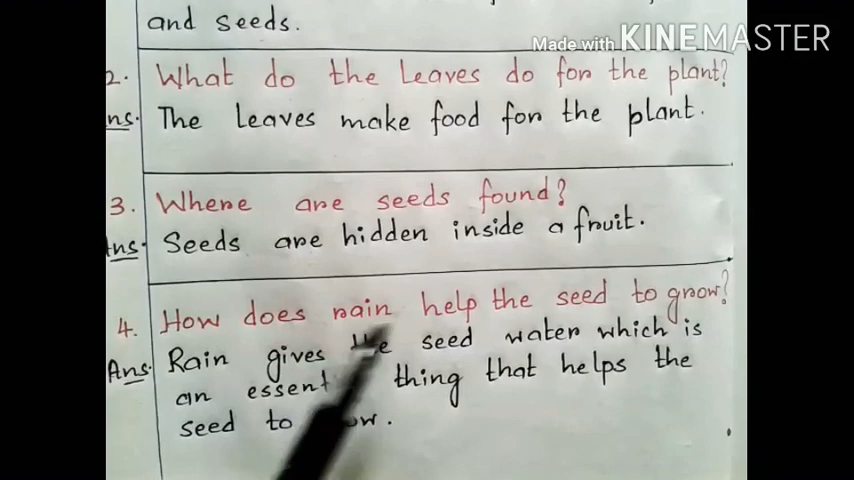 and seeds.
Made with KINEMASTER
2. What do the leaves do for the plant?
Ans. The leaves make food for the plant.
3. Where are seeds found?
Ans. Seeds are hidden inside a fruit.
4. How does rain help the seed to grow?
Ans. Rain gives the seed water which is
an thing that helps the
seed to